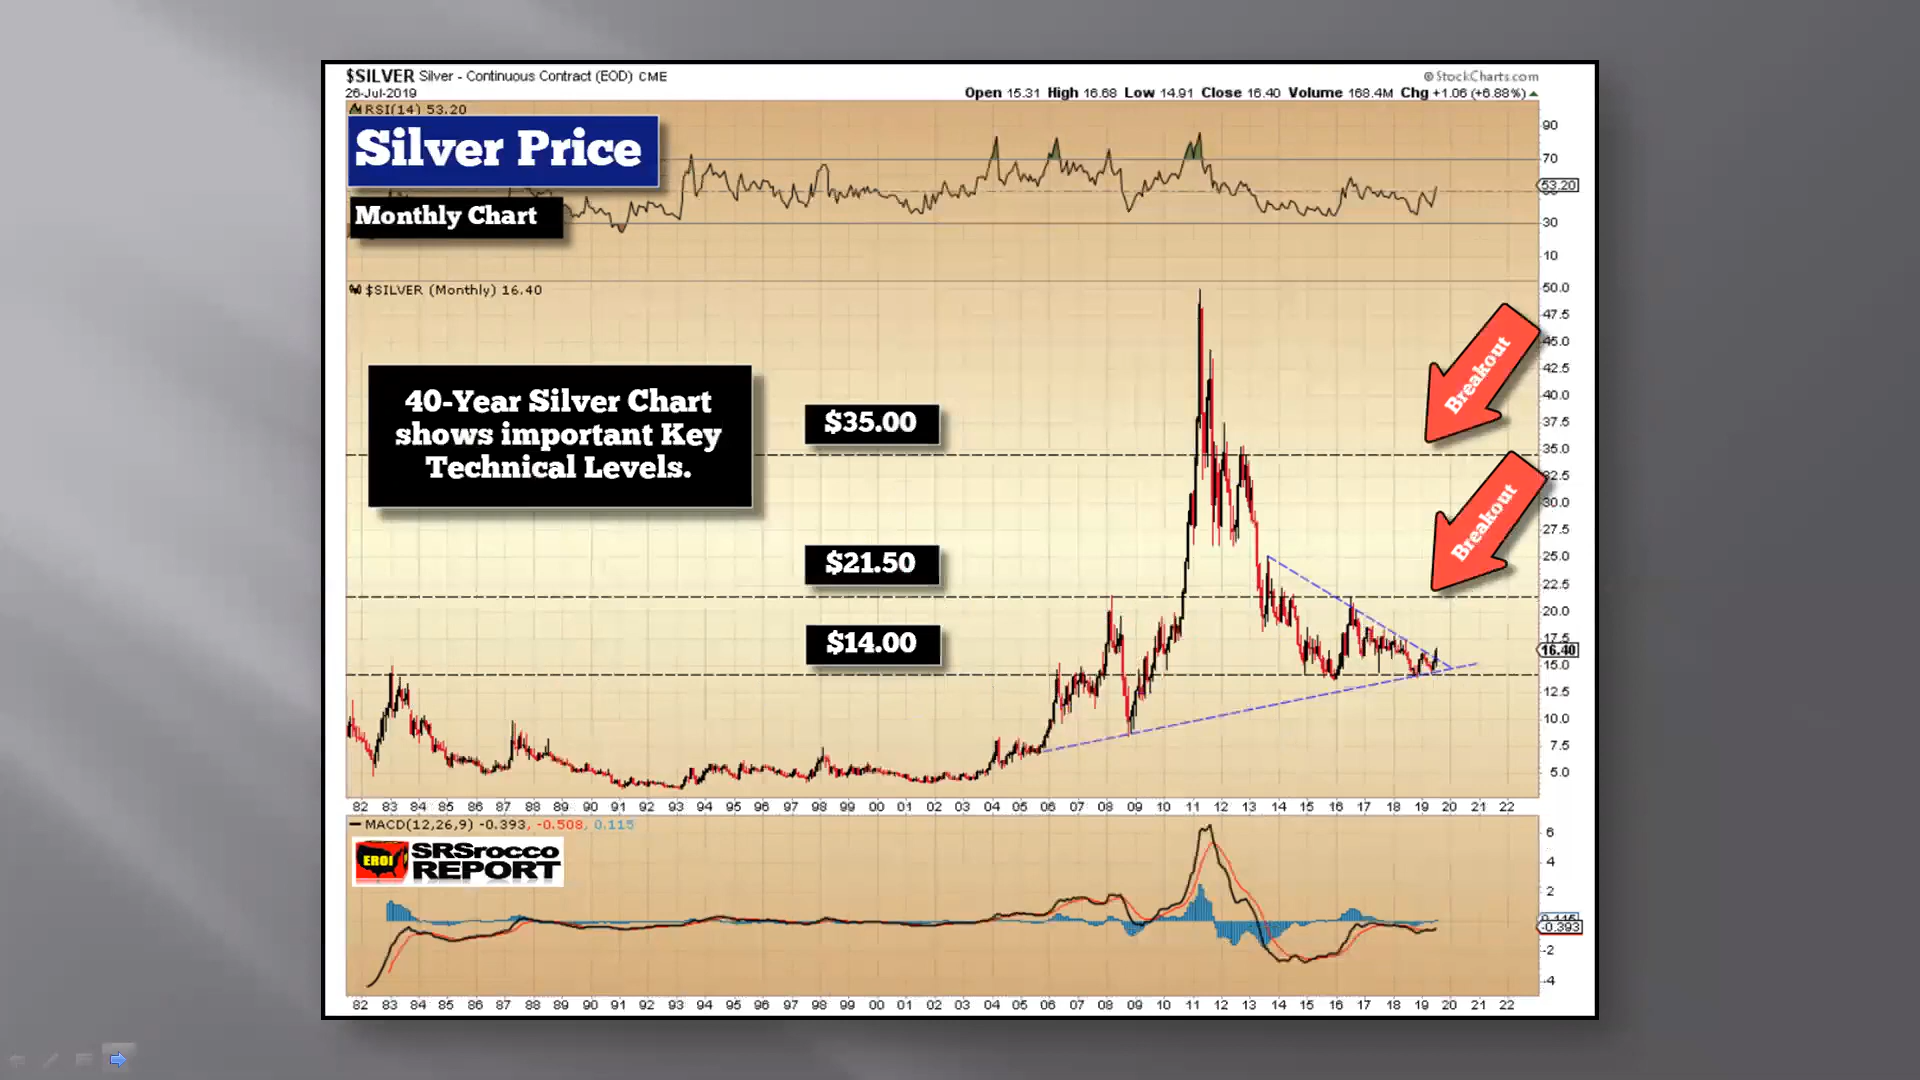 $SILVER Silver - Continuous Contract (EOD) CME
© StockCharts.com
26-Jul-2019
Open 15.31 High 16.68 Low 14.91 Close 16.40 Volume 168.4M Chg +1.06 (+6.88%)
RSI(14) 53.20
Silver Price
Monthly Chart
90
70
53.20
30
10
$SILVER (Monthly) 16.40
50.0
47.5
45.0
42.5
40.0
37.5
35.0
32.5
30.0
27.5
25.0
22.5
20.0
17.5
16.40
15.0
12.5
10.0
7.5
5.0
Breakout
Breakout
40-Year Silver Chart
shows important Key
Technical Levels.
$35.00
$21.50
$14.00
82 83 84 85 86 87 88 89 90 91 92 93 94 95 96 97 98 99 00 01 02 03 04 05 06 07 08 09 10 11 12 13 14 15 16 17 18 19 20 21 22
MACD(12,26,9) -0.393, -0.508, 0.115
EROI
SRSrocco
REPORT
6
4
2
0.115
-0.393
-2
-4
82 83 84 85 86 87 88 89 90 91 92 93 94 95 96 97 98 99 00 01 02 03 04 05 06 07 08 09 10 11 12 13 14 15 16 17 18 19 20 21 22